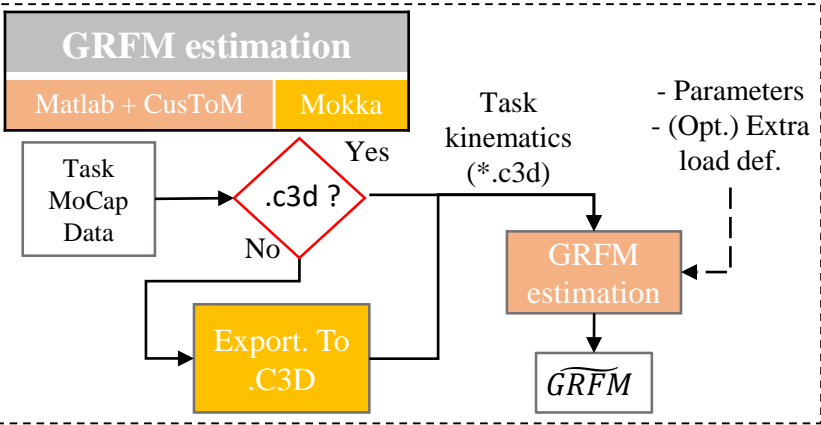 GRFM estimation
Matlab + CusToM
Mokka
Task
MoCap
Data
.c3d ?
Yes
No
Task
kinematics
(*.c3d)
- Parameters
- (Opt.) Extra
load def.
GRFM
estimation
Export. To
.C3D
G͠R͠F͠M͠